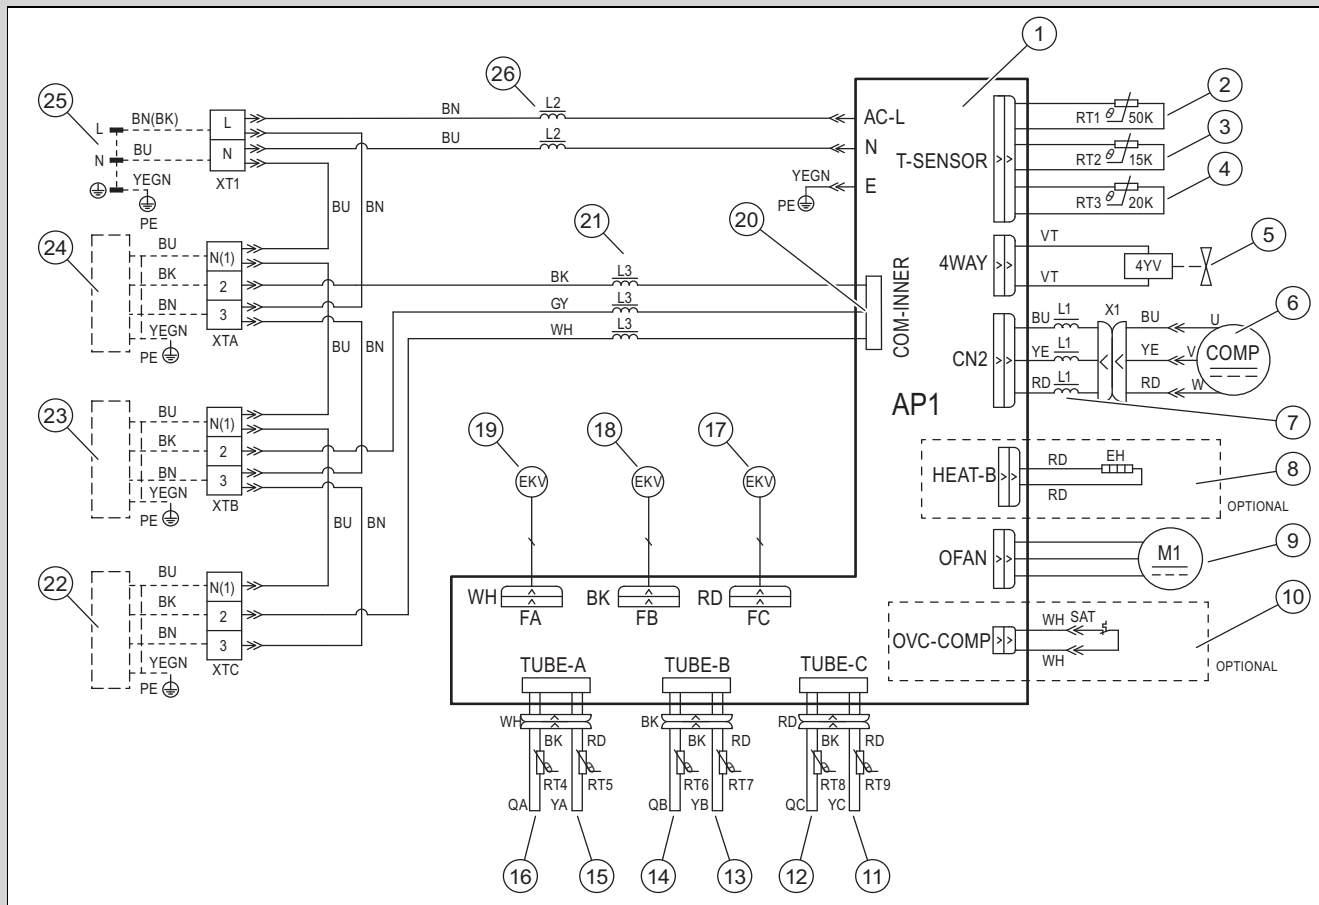 1
26
25
L
BN(BK)
N
BU
YEGN
PE
L
N
XT1
BN
L2
BU
L2
AC-L
N
YEGN
E
PE
T-SENSOR
RT1 θ 50K
2
RT2 θ 15K
3
RT3 θ 20K
4
BU
BN
24
BU
BK
BN
YEGN
PE
N(1)
2
3
XTA
21
20
BK
L3
GY
L3
WH
L3
COM-INNER
4WAY
VT
VT
4YV
5
CN2
BU
L1
X1
BU
U
YE
L1
YE
V
RD
L1
RD
W
COMP
6
7
AP1
BU
BN
23
BU
BK
BN
YEGN
PE
N(1)
2
3
XTB
19
18
17
EKV
EKV
EKV
HEAT-B
RD
EH
RD
8
OPTIONAL
BU
BN
22
BU
BK
BN
YEGN
PE
N(1)
2
3
XTC
WH
FA
BK
FB
RD
FC
OFAN
M1
9
OVC-COMP
WH
SAT
WH
10
OPTIONAL
TUBE-A
TUBE-B
TUBE-C
WH
BK
RD
BK
RD
BK
RD
BK
RD
RT4
RT5
RT6
RT7
RT8
RT9
QA
YA
QB
YB
QC
YC
16
15
14
13
12
11